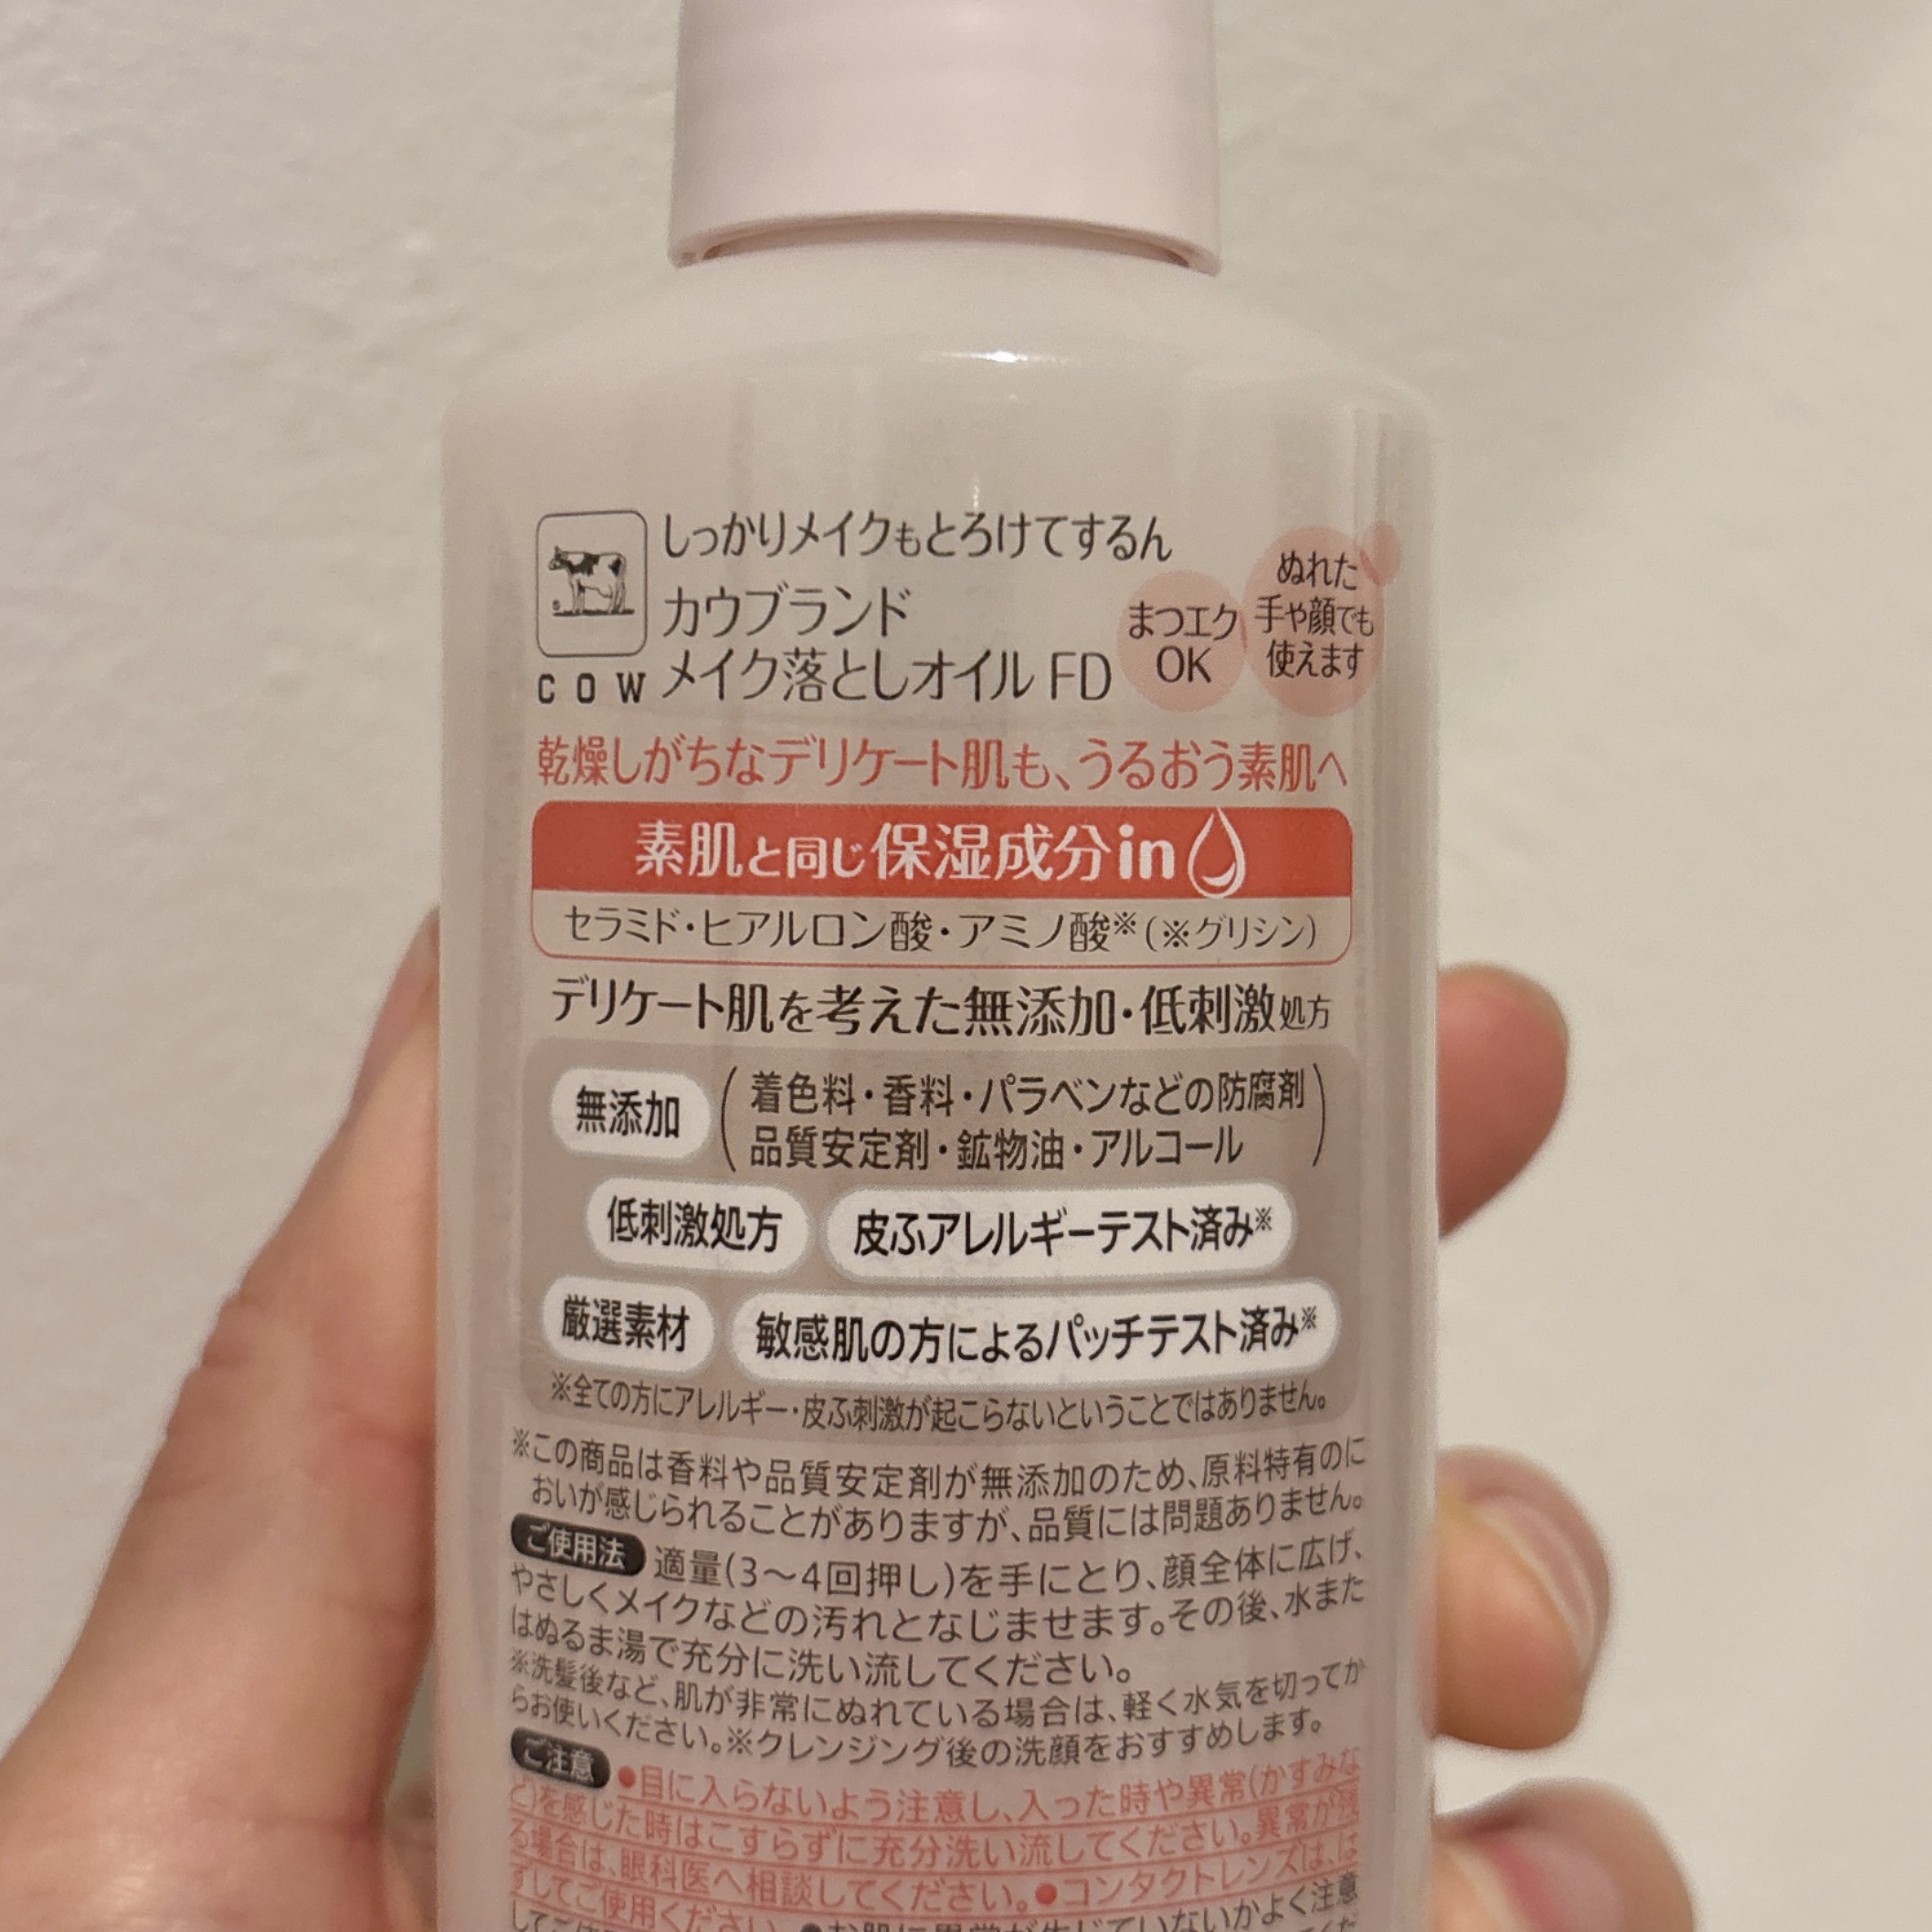 しっかりメイクもとろけてするん
カウブランド
メイク落としオイル FD
COW
まつエク
OK
ぬれた
手や顔でも
使えます
乾燥しがちなデリケート肌も、うるおう素肌へ
素肌と同じ保湿成分in
セラミド・ヒアルロン酸・アミノ酸※(※グリシン)
デリケート肌を考えた無添加・低刺激処方
無添加
(着色料・香料・パラベンなどの防腐剤
品質安定剤・鉱物油・アルコール)
低刺激処方 皮ふアレルギーテスト済み※
厳選素材 敏感肌の方によるパッチテスト済み※
※全ての方にアレルギー・皮ふ刺激が起こらないということではありません。
※この商品は香料や品質安定剤が無添加のため、原料特有のに
おいが感じられることがありますが、品質には問題ありません。
ご使用法 適量(3〜4回押し)を手にとり、顔全体に広げ、
やさしくメイクなどの汚れとなじませます。その後、水また
はぬるま湯で充分に洗い流してください。
※洗髪後など、肌が非常にぬれている場合は、軽く水気を切ってか
らお使いください。※クレンジング後の洗顔をおすすめします。
ご注意 ●目に入らないよう注意し、入った時や異常(かすみな
ど)を感じた時はこすらずに充分洗い流してください。異常が残
る場合は、眼科医へ相談してください。●コンタクトレンズは、は
ずしてご使用ください。●お肌に異常が生じていないかよく注意